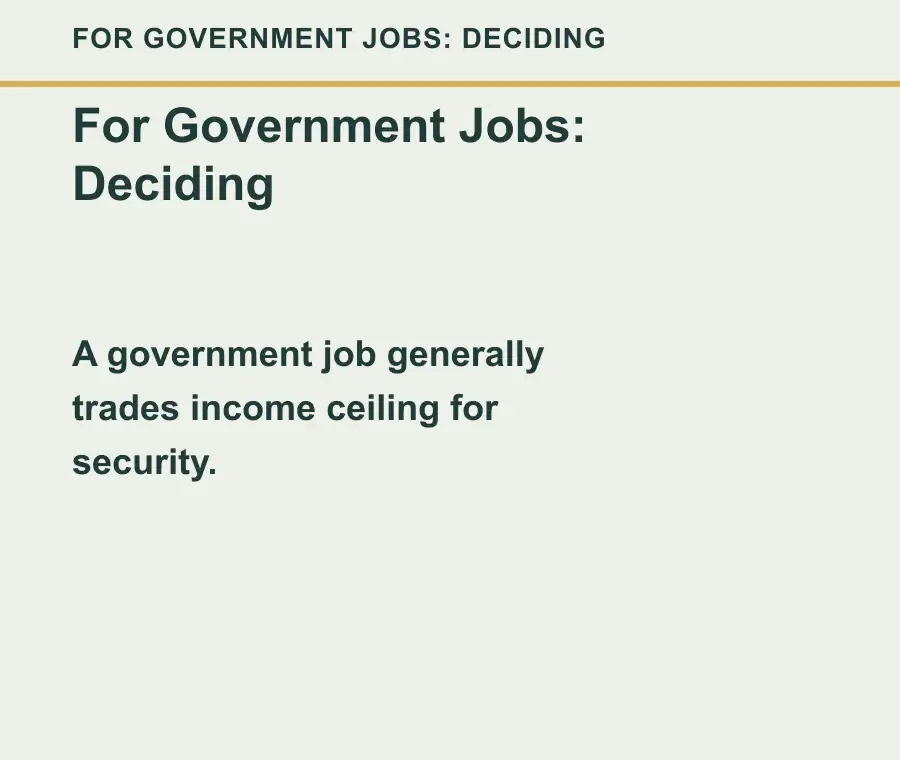 FOR GOVERNMENT JOBS: DECIDING
For Government Jobs:
Deciding
A government job generally
trades income ceiling for
security.